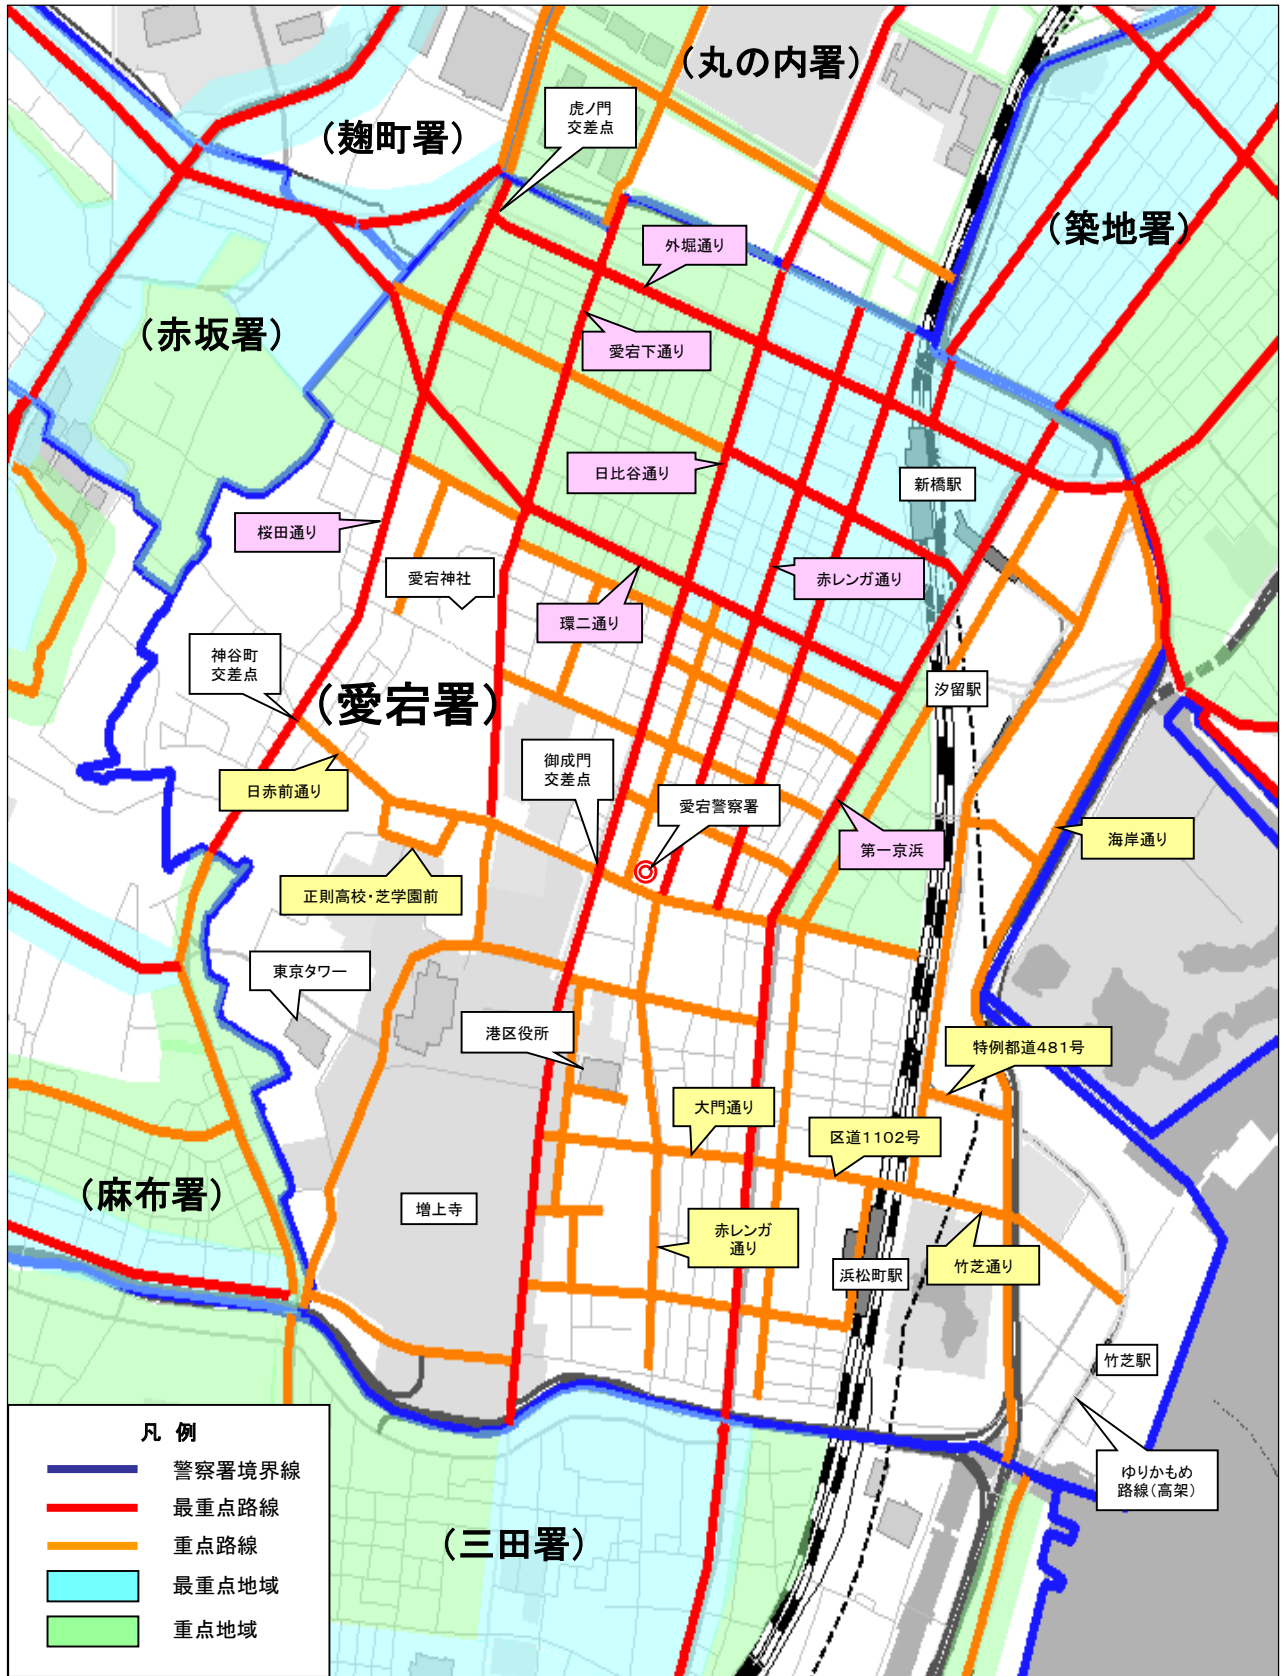 （丸の内署）
虎ノ門
交差点
（麹町署）
（築地署）
外堀通り
（赤坂署）
愛宕下通り
日比谷通り
新橋駅
桜田通り
愛宕神社
赤レンガ通り
環二通り
神谷町
交差点
（愛宕署）
汐留駅
御成門
交差点
日赤前通り
愛宕警察署
第一京浜
海岸通り
正則高校・芝学園前
東京タワー
港区役所
特例都道481号
大門通り
区道1102号
（麻布署）
増上寺
赤レンガ
通り
浜松町駅
竹芝通り
竹芝駅
凡 例
警察署境界線
最重点路線
重点路線
最重点地域
重点地域
ゆりかもめ
路線（高架）
（三田署）